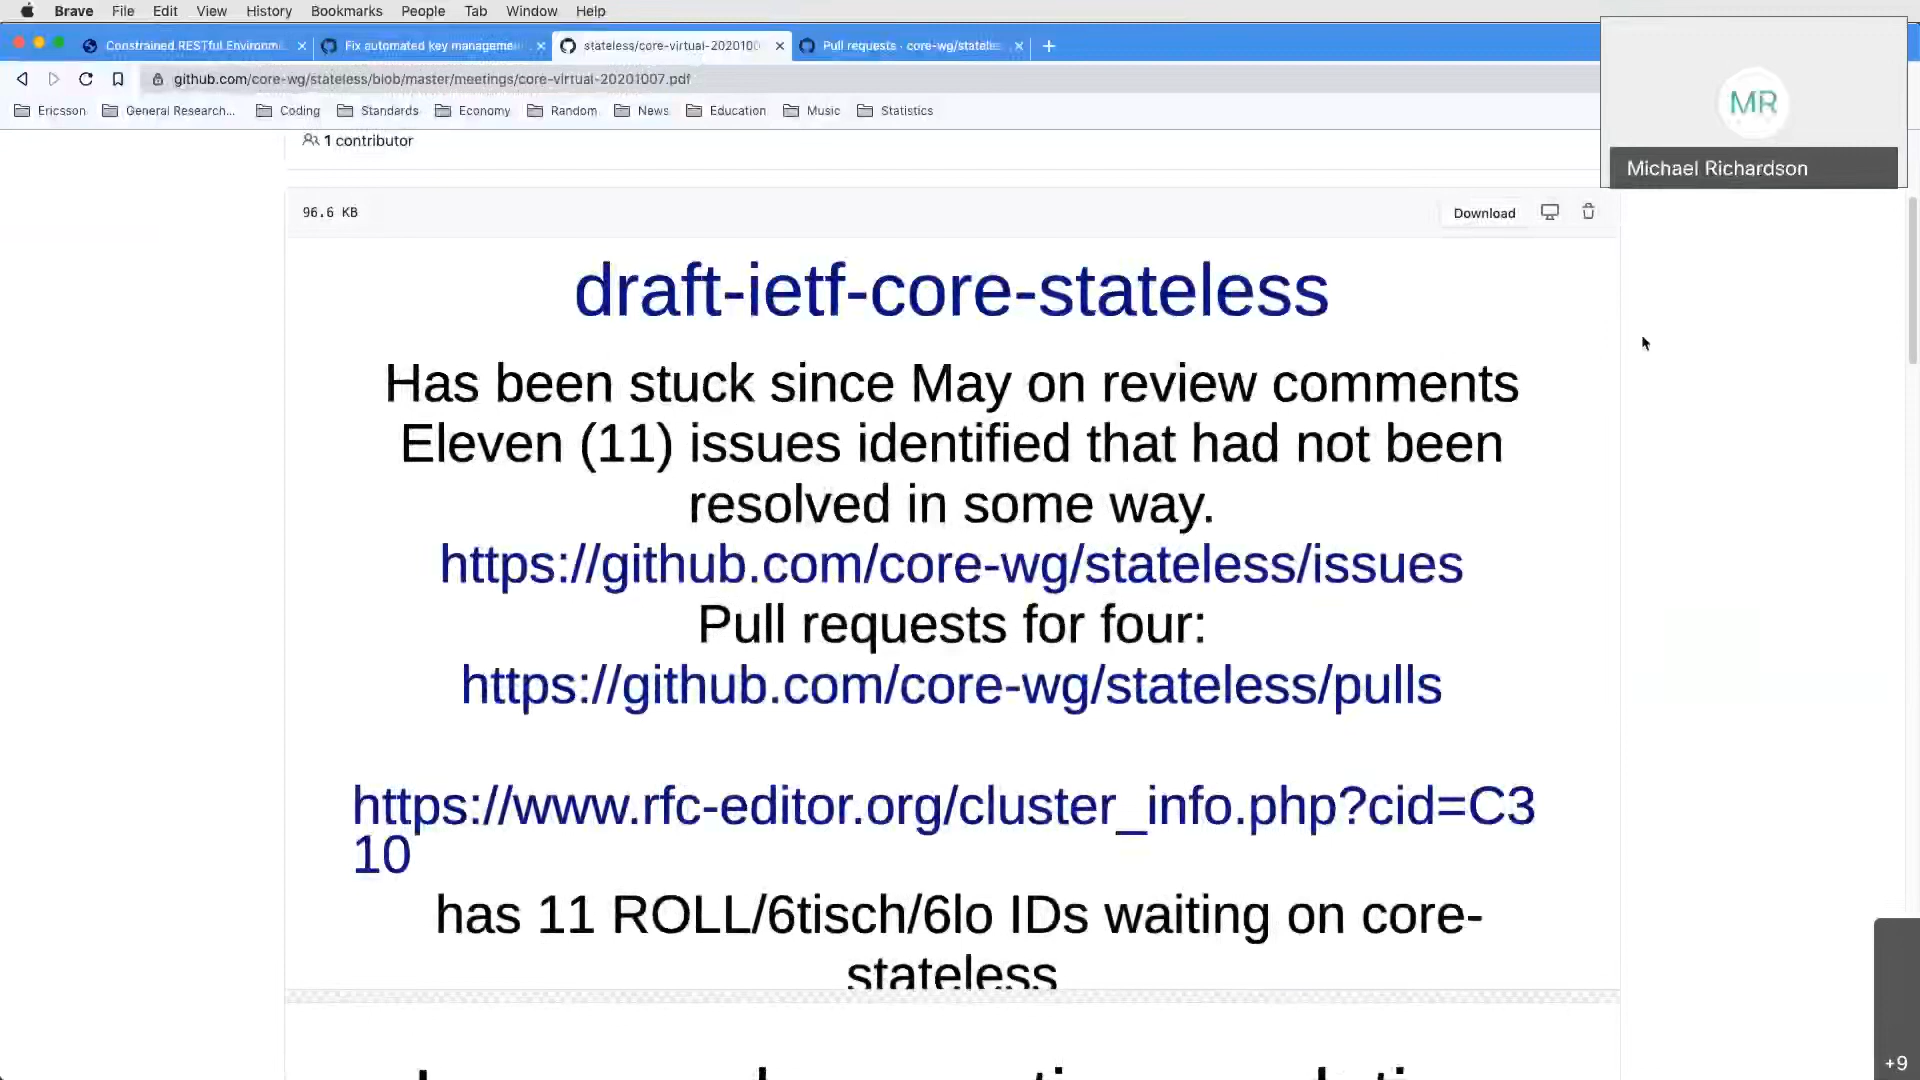 Brave File Edit View History Bookmarks People Tab Window Help
Constrained RESTful Environm
Fix automated key manageme
stateless/core-virtual-202010
Pull requests · core-wg/statele
github.com/core-wg/stateless/blob/master/meetings/core-virtual-20201007.pdf
Ericsson General Research... Coding Standards Economy Random News Education Music Statistics
MR
Michael Richardson
1 contributor
96.6 KB
Download
draft-ietf-core-stateless
Has been stuck since May on review comments
Eleven (11) issues identified that had not been
resolved in some way.
https://github.com/core-wg/stateless/issues
Pull requests for four:
https://github.com/core-wg/stateless/pulls
https://www.rfc-editor.org/cluster_info.php?cid=C3
10
has 11 ROLL/6tisch/6lo IDs waiting on core-
stateless
+9